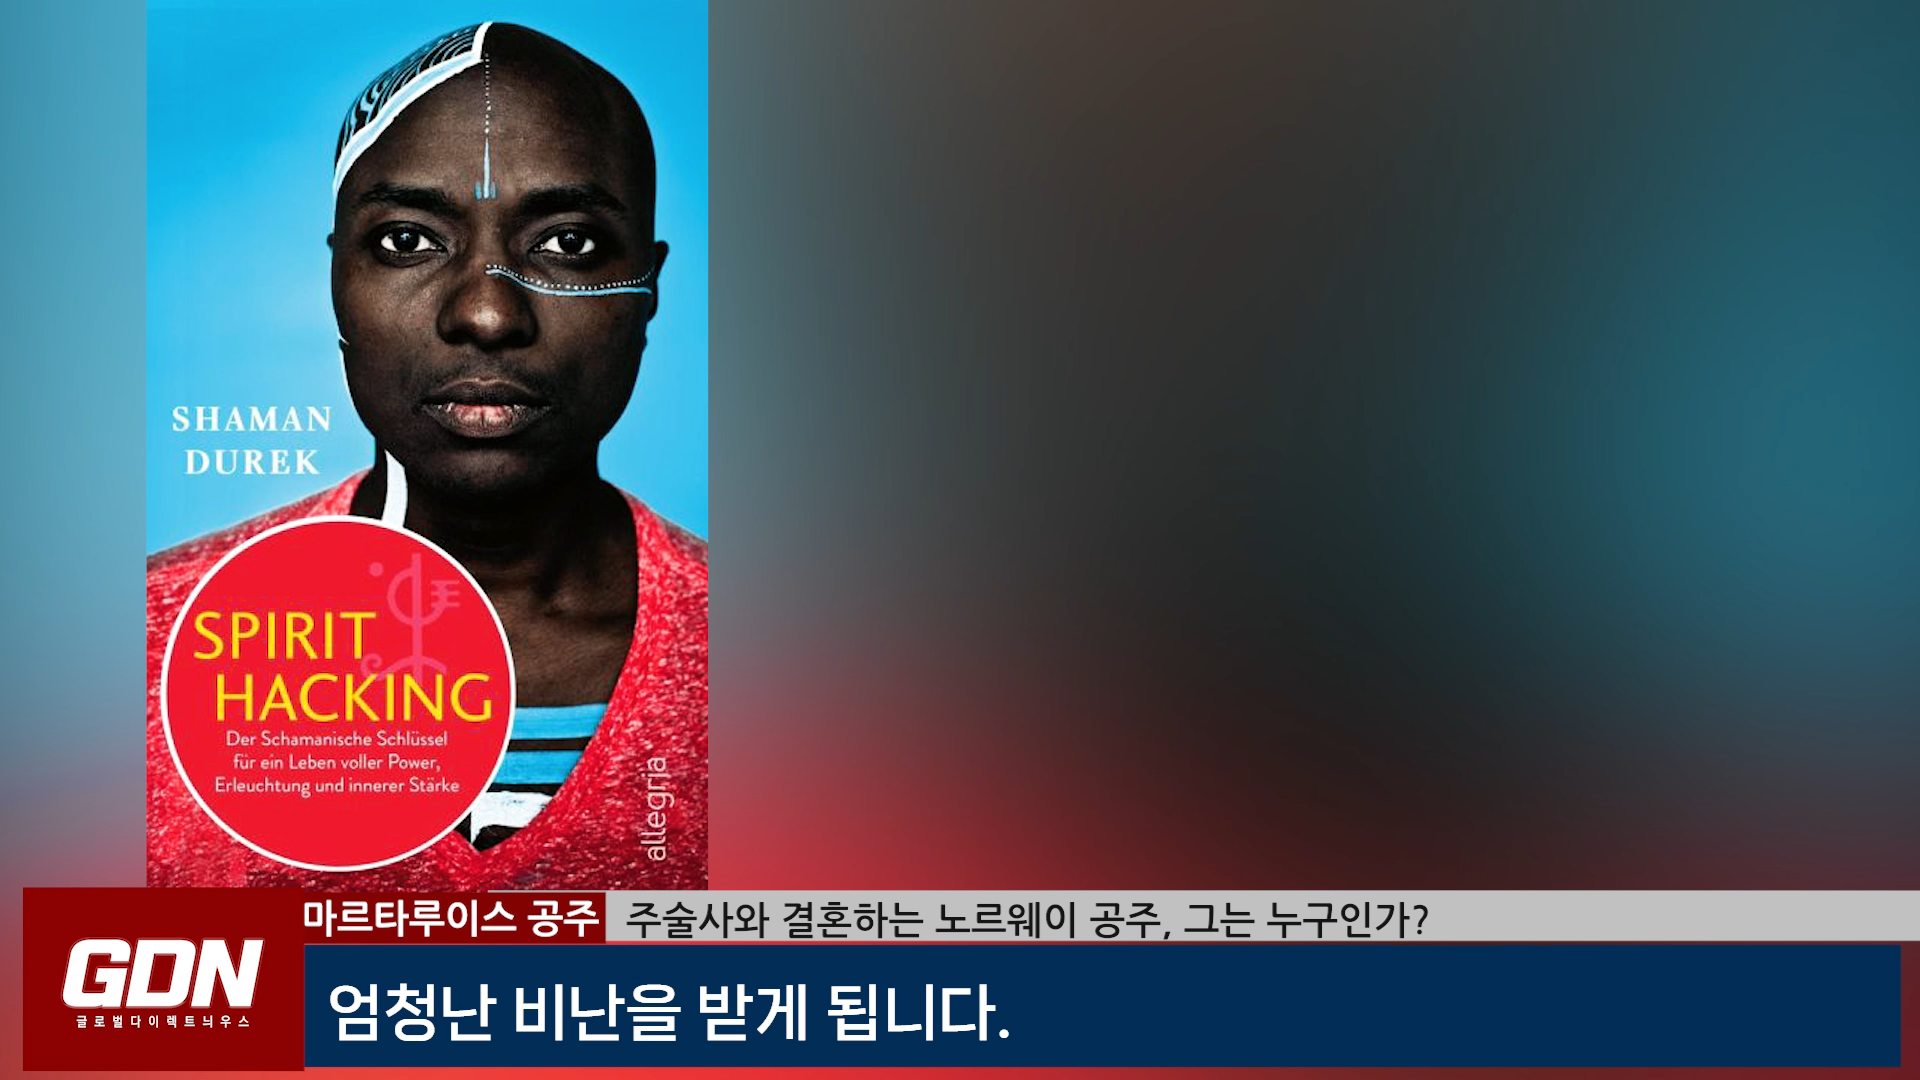 SHAMAN
DUREK
SPIRIT
HACKING
Der Schamanische Schlüssel
für ein Leben voller Power,
Erleuchtung und innerer Stärke
allegria
마르타루이스 공주
주술사와 결혼하는 노르웨이 공주, 그는 누구인가?
GDN
글로벌다이렉트늬우스
엄청난 비난을 받게 됩니다.